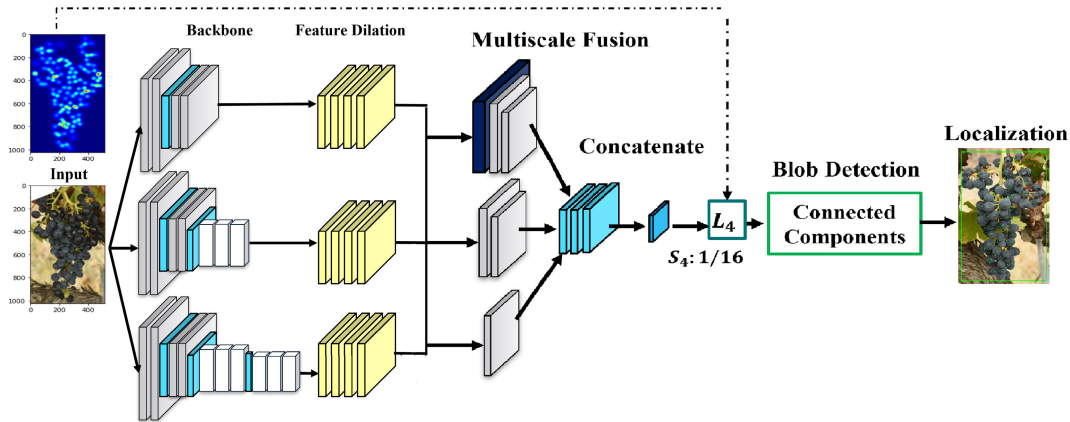 Backbone
Feature Dilation
Multiscale Fusion
0
200
400
600
800
1000
0 200 400
Input
0
200
400
600
800
1000
0 200 400
Concatenate
L₄
S₄: 1/16
Blob Detection
Connected
Components
Localization